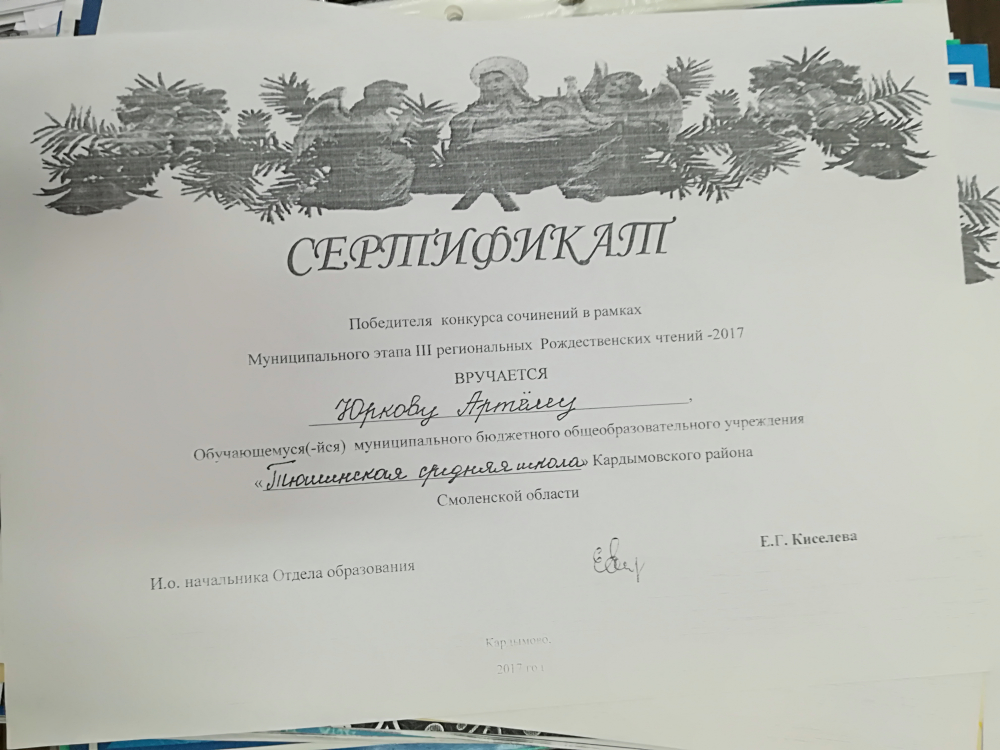 СЕРТИФИКАТ
Победителя конкурса сочинений в рамках
Муниципального этапа III региональных Рождественских чтений -2017
ВРУЧАЕТСЯ
Юркову Артёму,
Обучающемуся(-йся) муниципального бюджетного общеобразовательного учреждения
«Тюшинская средняя школа» Кардымовского района
Смоленской области
И.о. начальника Отдела образования Е.Г. Киселева
Кардымово,
2017 год